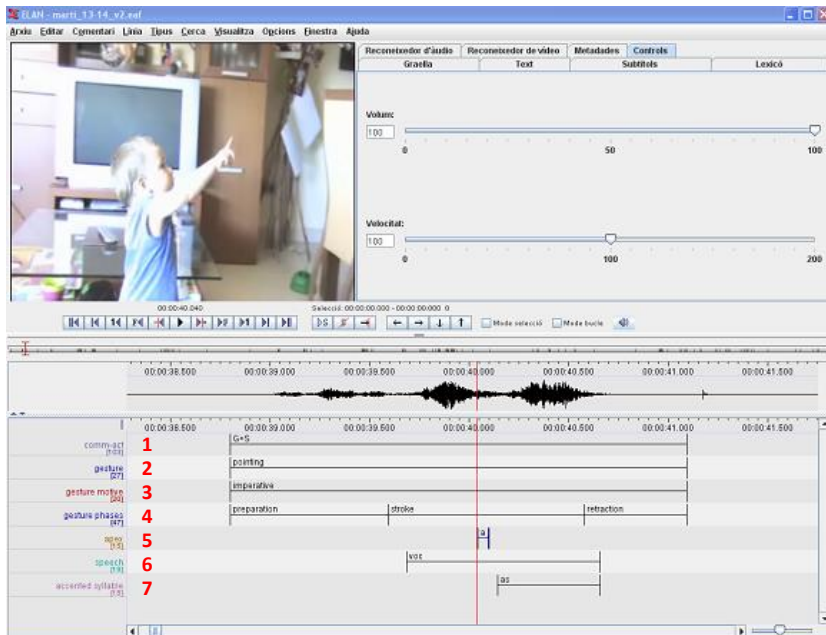 ELAN - marti_13-14_v2.eaf
Arxiu Editar Comentari Línia Tipus Cerca Visualitza Opcions Finestra Ajuda
Reconeixedor d'àudio Reconeixedor de vídeo Metadades Controls
Graella Text Subtítols Lexicó
Volum:
100
0 50 100
Velocitat:
100
0 100 200
00:00:40.040
Selecció: 00:00:00.000 - 00:00:00.000 0
Mode selecció Mode bucle
00:00:38.500 00:00:39.000 00:00:39.500 00:00:40.000 00:00:40.500 00:00:41.000 00:00:41.500
00:00:38.500 00:00:39.000 00:00:39.500 00:00:40.000 00:00:40.500 00:00:41.000 00:00:41.500
comm-act 1 G+S
[103]
gesture 2 pointing
[27]
gesture motive 3 imperative
gesture phases 4 preparation stroke retraction
[47]
apex 5 a
[15]
speech 6 voc
accented syllable 7 as